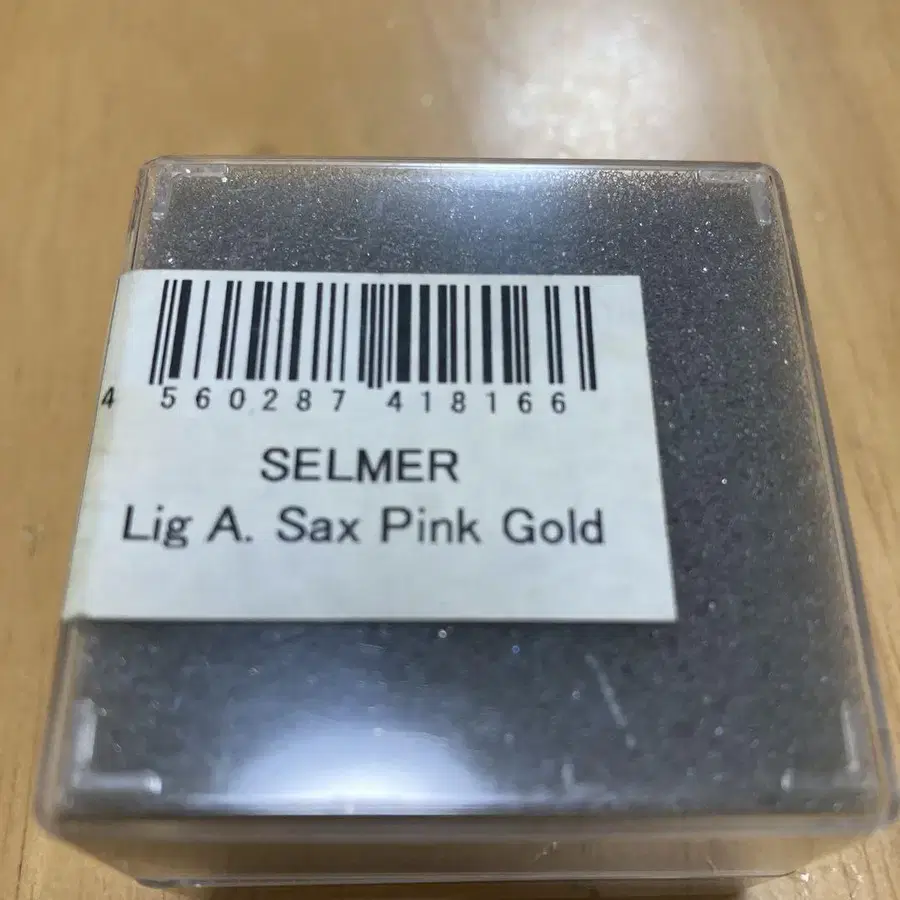 4 560287 418166
SELMER
Lig A. Sax Pink Gold